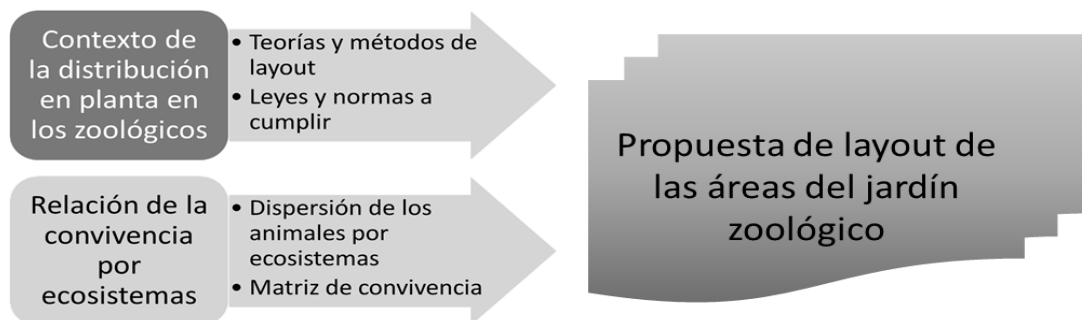 Contexto de
la distribución
en planta en
los zoológicos
• Teorías y métodos de
layout
• Leyes y normas a
cumplir
Relación de la
convivencia
por
ecosistemas
• Dispersión de los
animales por
ecosistemas
• Matriz de convivencia
Propuesta de layout de
las áreas del jardín
zoológico